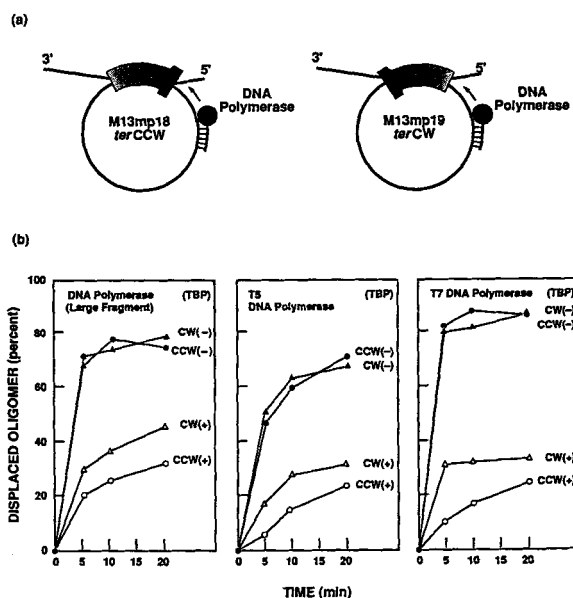 (a)
3' 5'
DNA
Polymerase
M13mp18
terCCW
3' 5'
DNA
Polymerase
M13mp19
terCW
(b)
DISPLACED OLIGOMER (percent)
100
80
60
40
20
0
DNA Polymerase (TBP)
(Large Fragment)
CW(−)
CCW(−)
CW(+)
CCW(+)
0 5 10 20
T5 (TBP)
DNA Polymerase
CCW(−)
CW(−)
CW(+)
CCW(+)
0 5 10 20
T7 DNA Polymerase (TBP)
CW(−)
CCW(−)
CW(+)
CCW(+)
0 5 10 20
TIME (min)